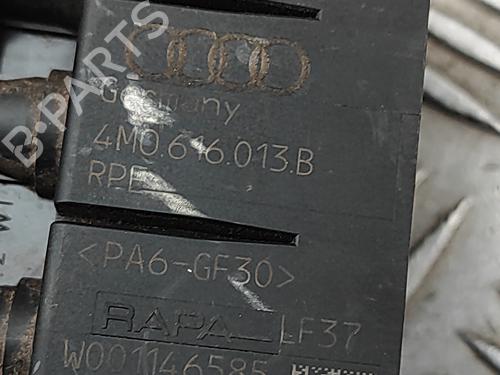 B-PARTS
Germany
4M0.616.013.B
RPE
<PA6-GF30>
RAPA LF37
W001146585